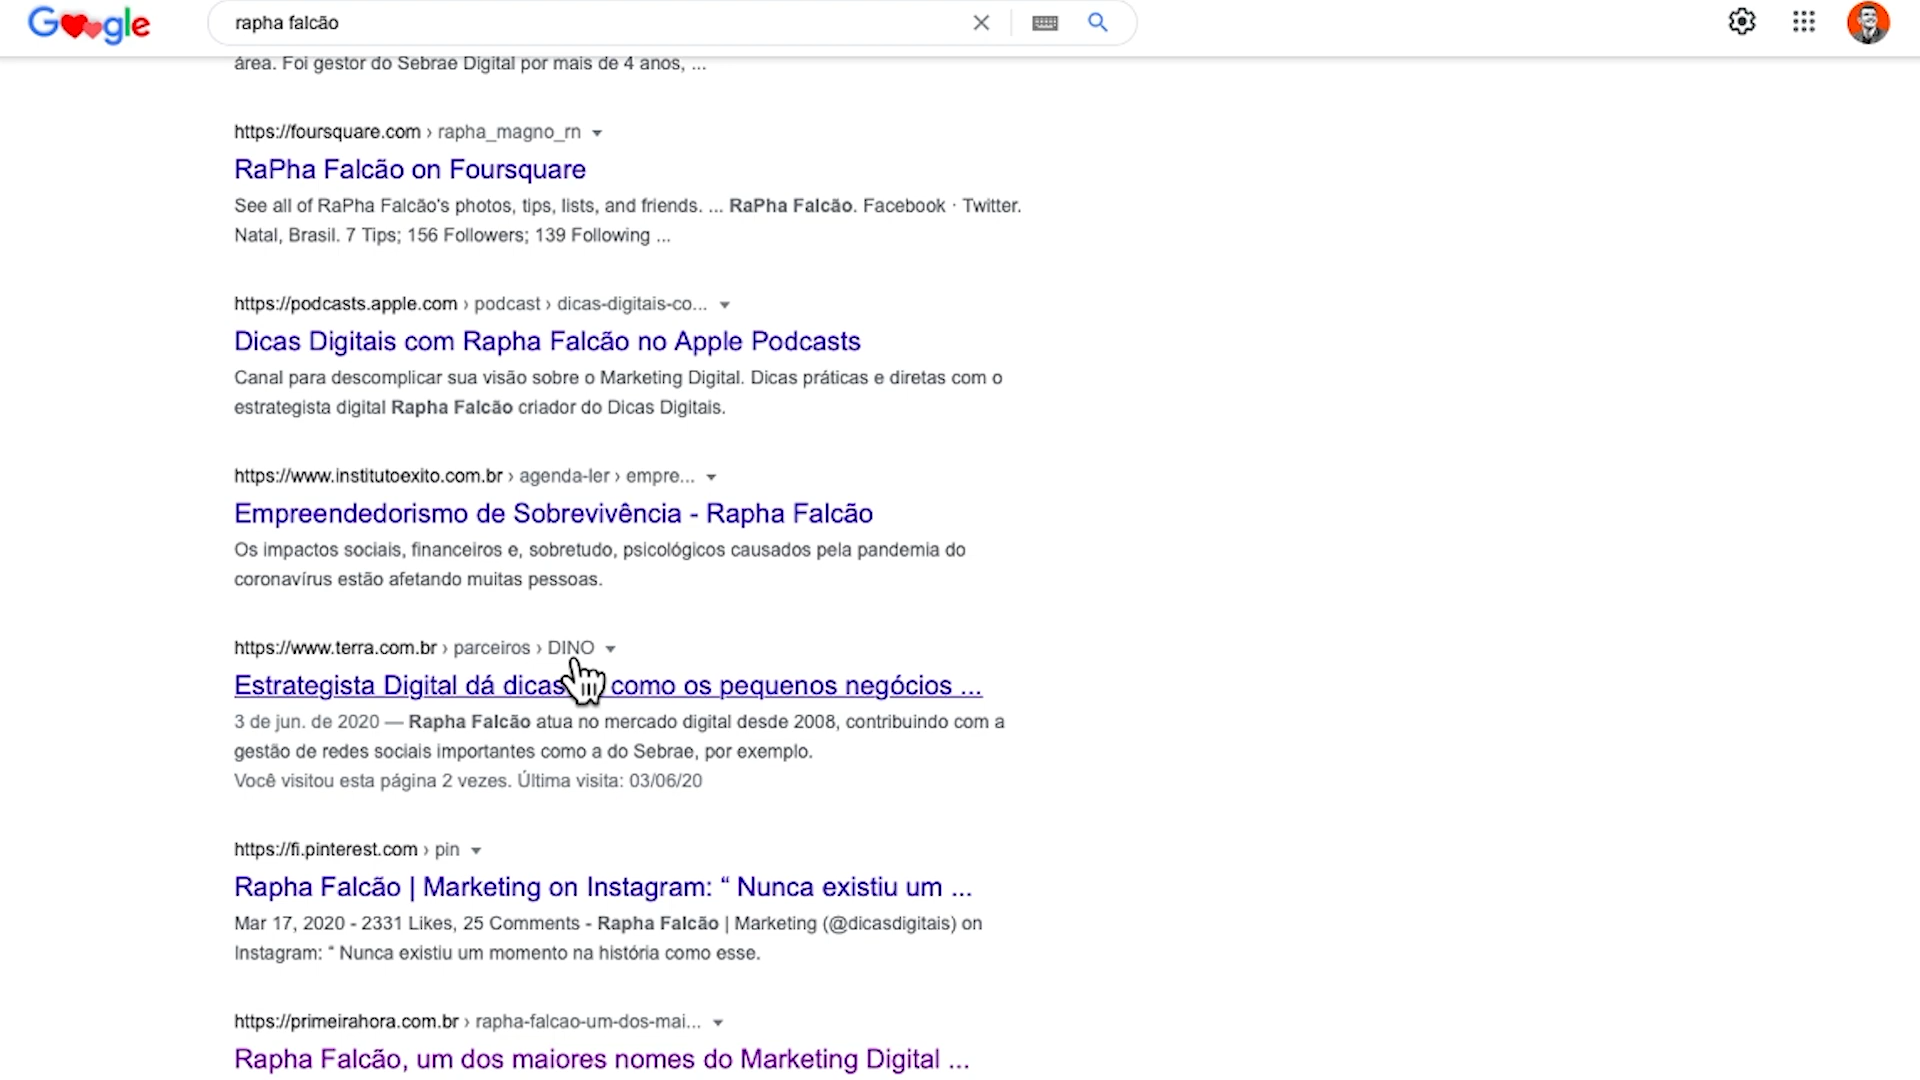 Google
rapha falcão
área. Foi gestor do Sebrae Digital por mais de 4 anos, ...
https://foursquare.com › rapha_magno_rn
RaPha Falcão on Foursquare
See all of RaPha Falcão's photos, tips, lists, and friends. ... RaPha Falcão. Facebook · Twitter.
Natal, Brasil. 7 Tips; 156 Followers; 139 Following ...
https://podcasts.apple.com › podcast › dicas-digitais-co...
Dicas Digitais com Rapha Falcão no Apple Podcasts
Canal para descomplicar sua visão sobre o Marketing Digital. Dicas práticas e diretas com o
estrategista digital Rapha Falcão criador do Dicas Digitais.
https://www.institutoexito.com.br › agenda-ler › empre...
Empreendedorismo de Sobrevivência - Rapha Falcão
Os impactos sociais, financeiros e, sobretudo, psicológicos causados pela pandemia do
coronavírus estão afetando muitas pessoas.
https://www.terra.com.br › parceiros › DINO
Estrategista Digital dá dicas como os pequenos negócios ...
3 de jun. de 2020 — Rapha Falcão atua no mercado digital desde 2008, contribuindo com a
gestão de redes sociais importantes como a do Sebrae, por exemplo.
Você visitou esta página 2 vezes. Última visita: 03/06/20
https://fi.pinterest.com › pin
Rapha Falcão | Marketing on Instagram: “ Nunca existiu um ...
Mar 17, 2020 - 2331 Likes, 25 Comments - Rapha Falcão | Marketing (@dicasdigitais) on
Instagram: “ Nunca existiu um momento na história como esse.
https://primeirahora.com.br › rapha-falcao-um-dos-mai...
Rapha Falcão, um dos maiores nomes do Marketing Digital ...